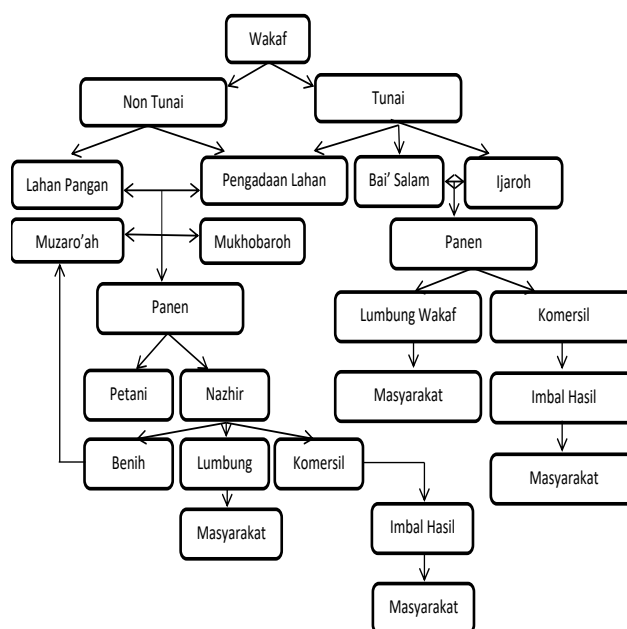 Wakaf
Non Tunai
Tunai
Lahan Pangan
Pengadaan Lahan
Bai’ Salam
Ijaroh
Muzaro’ah
Mukhobaroh
Panen
Panen
Lumbung Wakaf
Komersil
Petani
Nazhir
Masyarakat
Imbal Hasil
Benih
Lumbung
Komersil
Masyarakat
Masyarakat
Imbal Hasil
Masyarakat